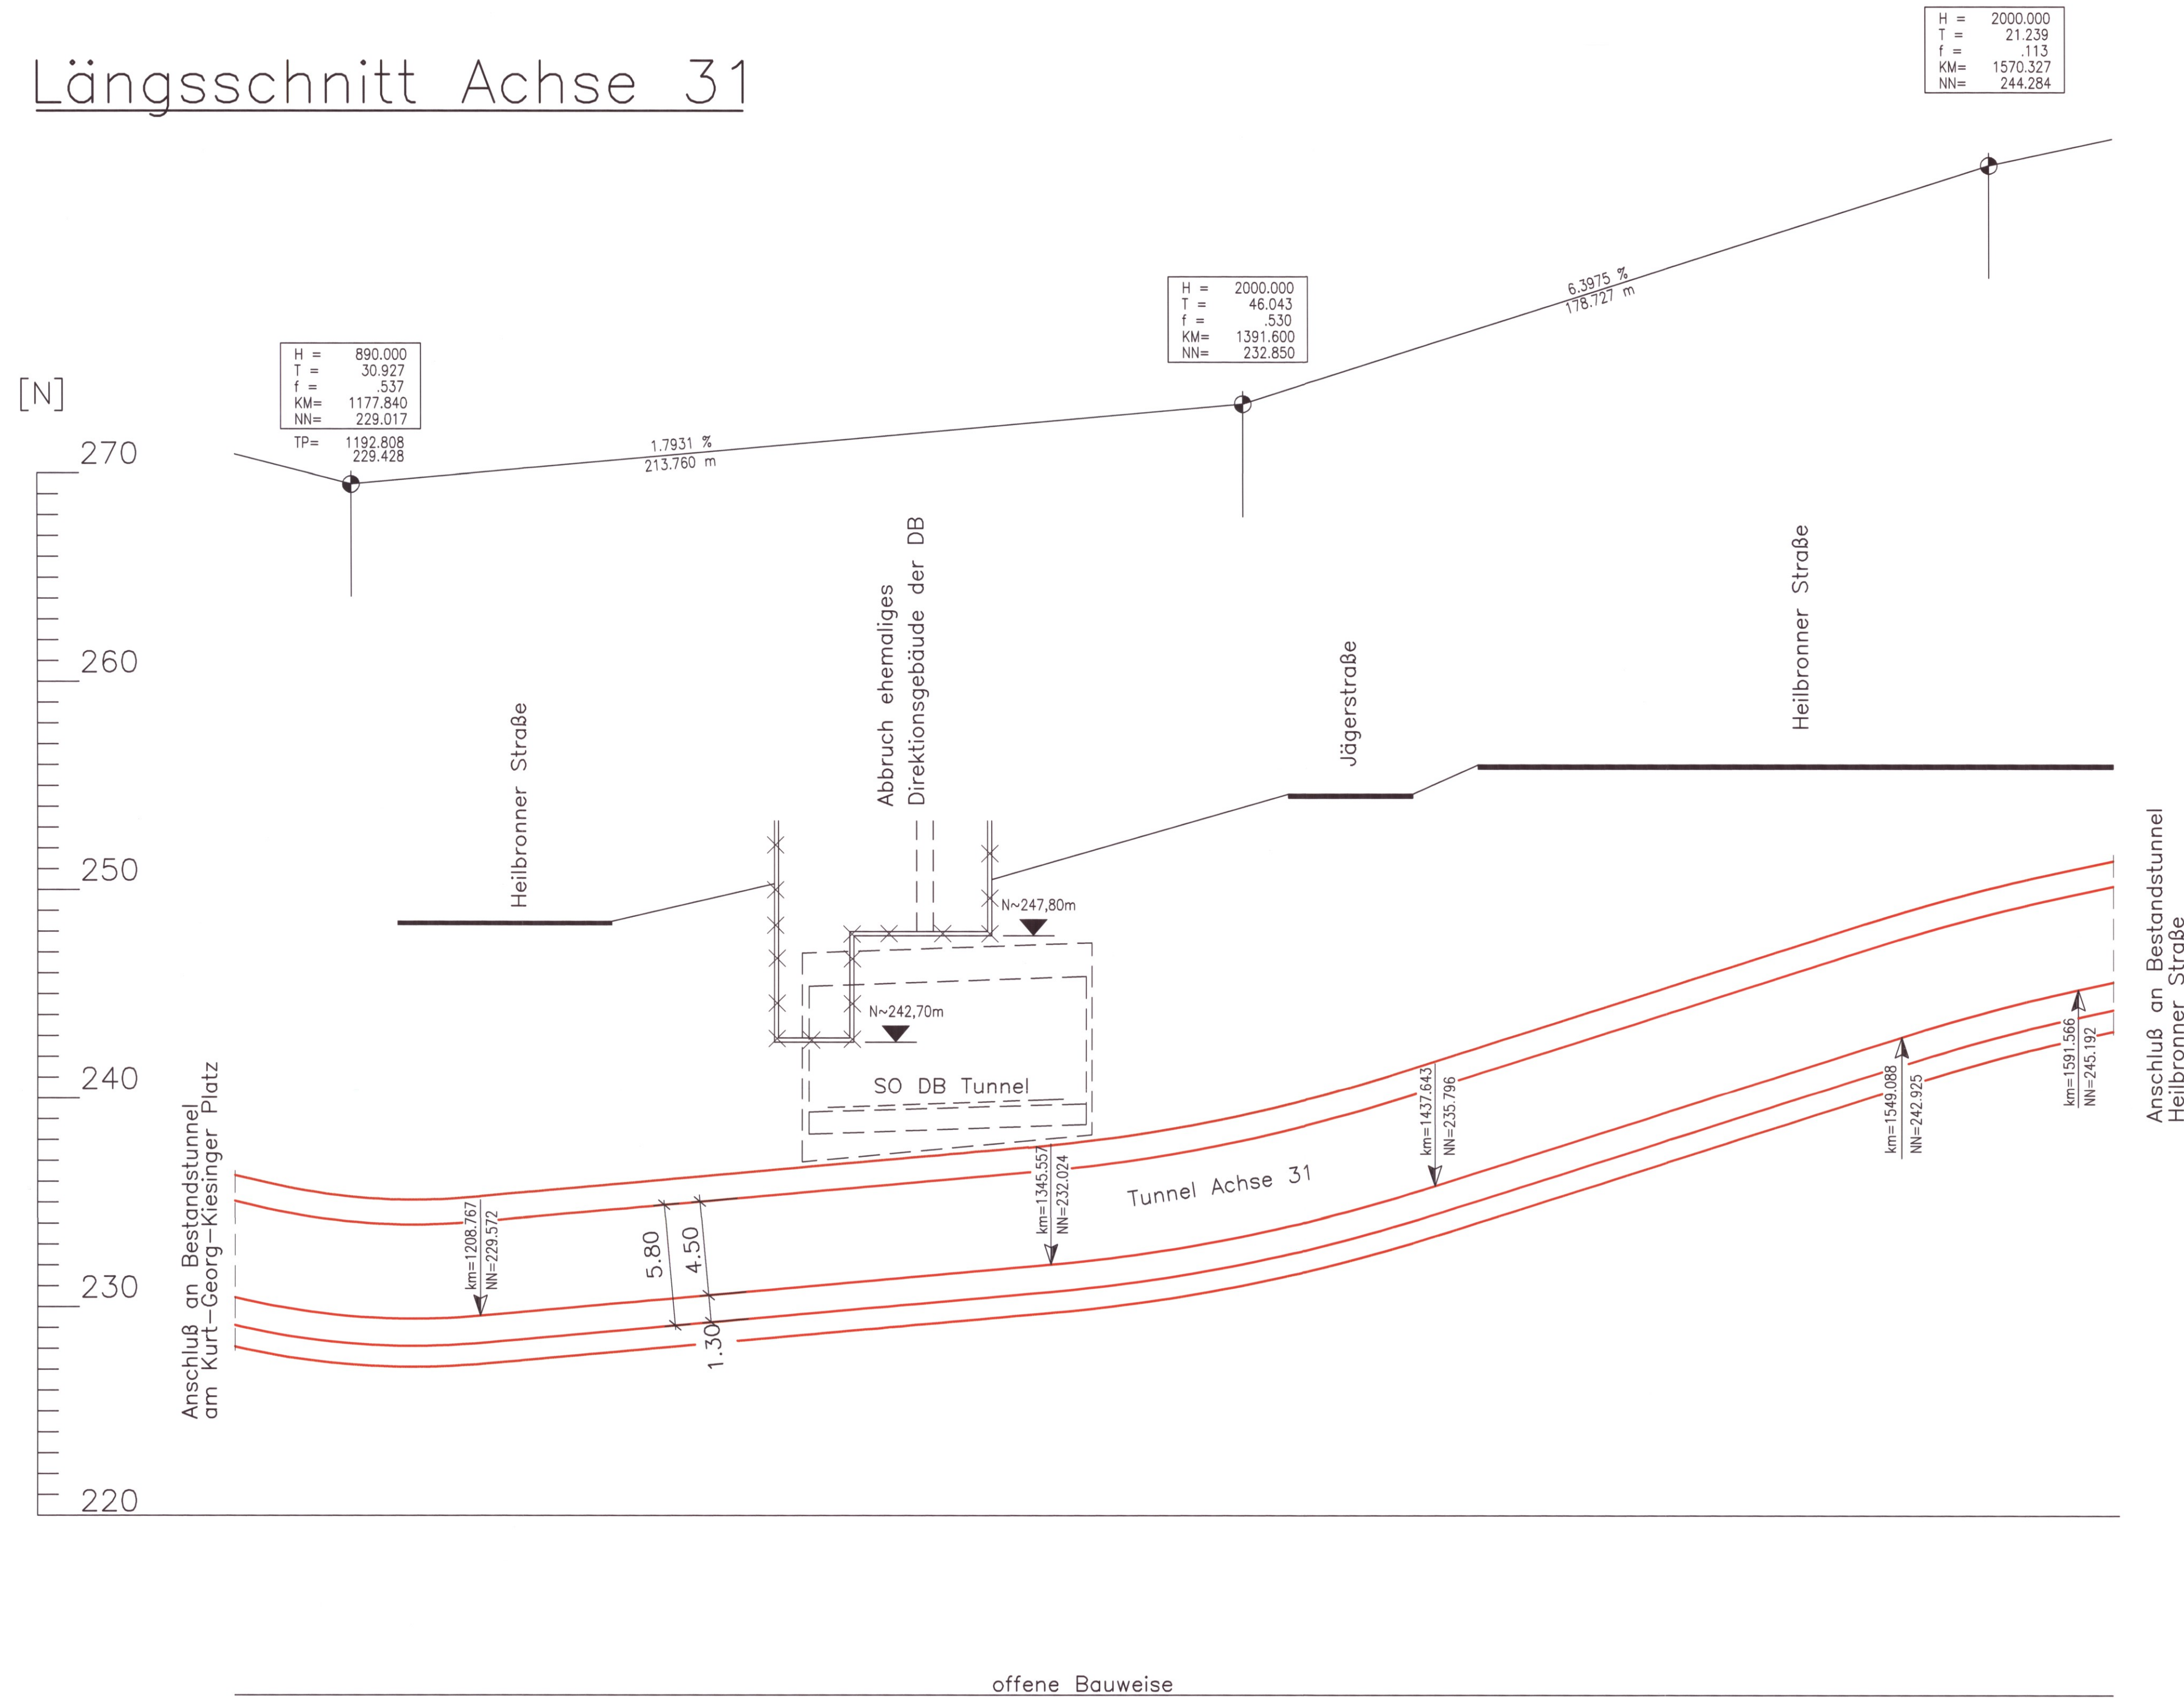 Längsschnitt Achse 31
H = 2000.000
T = 21.239
f = .113
KM= 1570.327
NN= 244.284
6.3975 %
178.727 m
H = 2000.000
T = 46.043
f = .530
KM= 1391.600
NN= 232.850
H = 890.000
T = 30.927
f = .537
KM= 1177.840
NN= 229.017
TP= 1192.808
229.428
1.7931 %
213.760 m
[N]
270
260
250
240
230
220
Heilbronner Straße
Abbruch ehemaliges
Direktionsgebäude der DB
Jägerstraße
Heilbronner Straße
N~247,80m
N~242,70m
SO DB Tunnel
Anschluß an Bestandstunnel
am Kurt-Georg-Kiesinger Platz
km=1208.767
NN=229.572
5.80
4.50
1.30
km=1345.557
NN=232.024
Tunnel Achse 31
km=1437.643
NN=235.796
km=1549.088
NN=242.925
km=1591.566
NN=245.192
Anschluß an Bestandstunnel
Heilbronner Straße
offene Bauweise